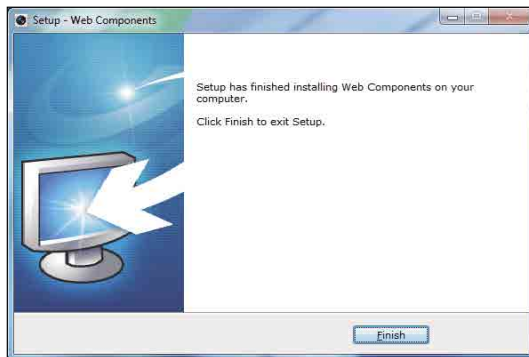 Setup - Web Components
Setup has finished installing Web Components on your
computer.
Click Finish to exit Setup.
Finish